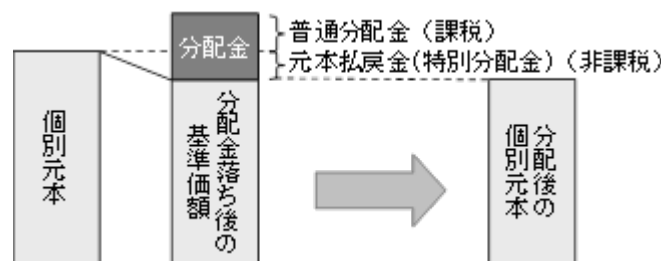 分配金
普通分配金（課税）
元本払戻金(特別分配金)（非課税）
個別元本
分配金落ち後の
基準価額
分配後の
個別元本